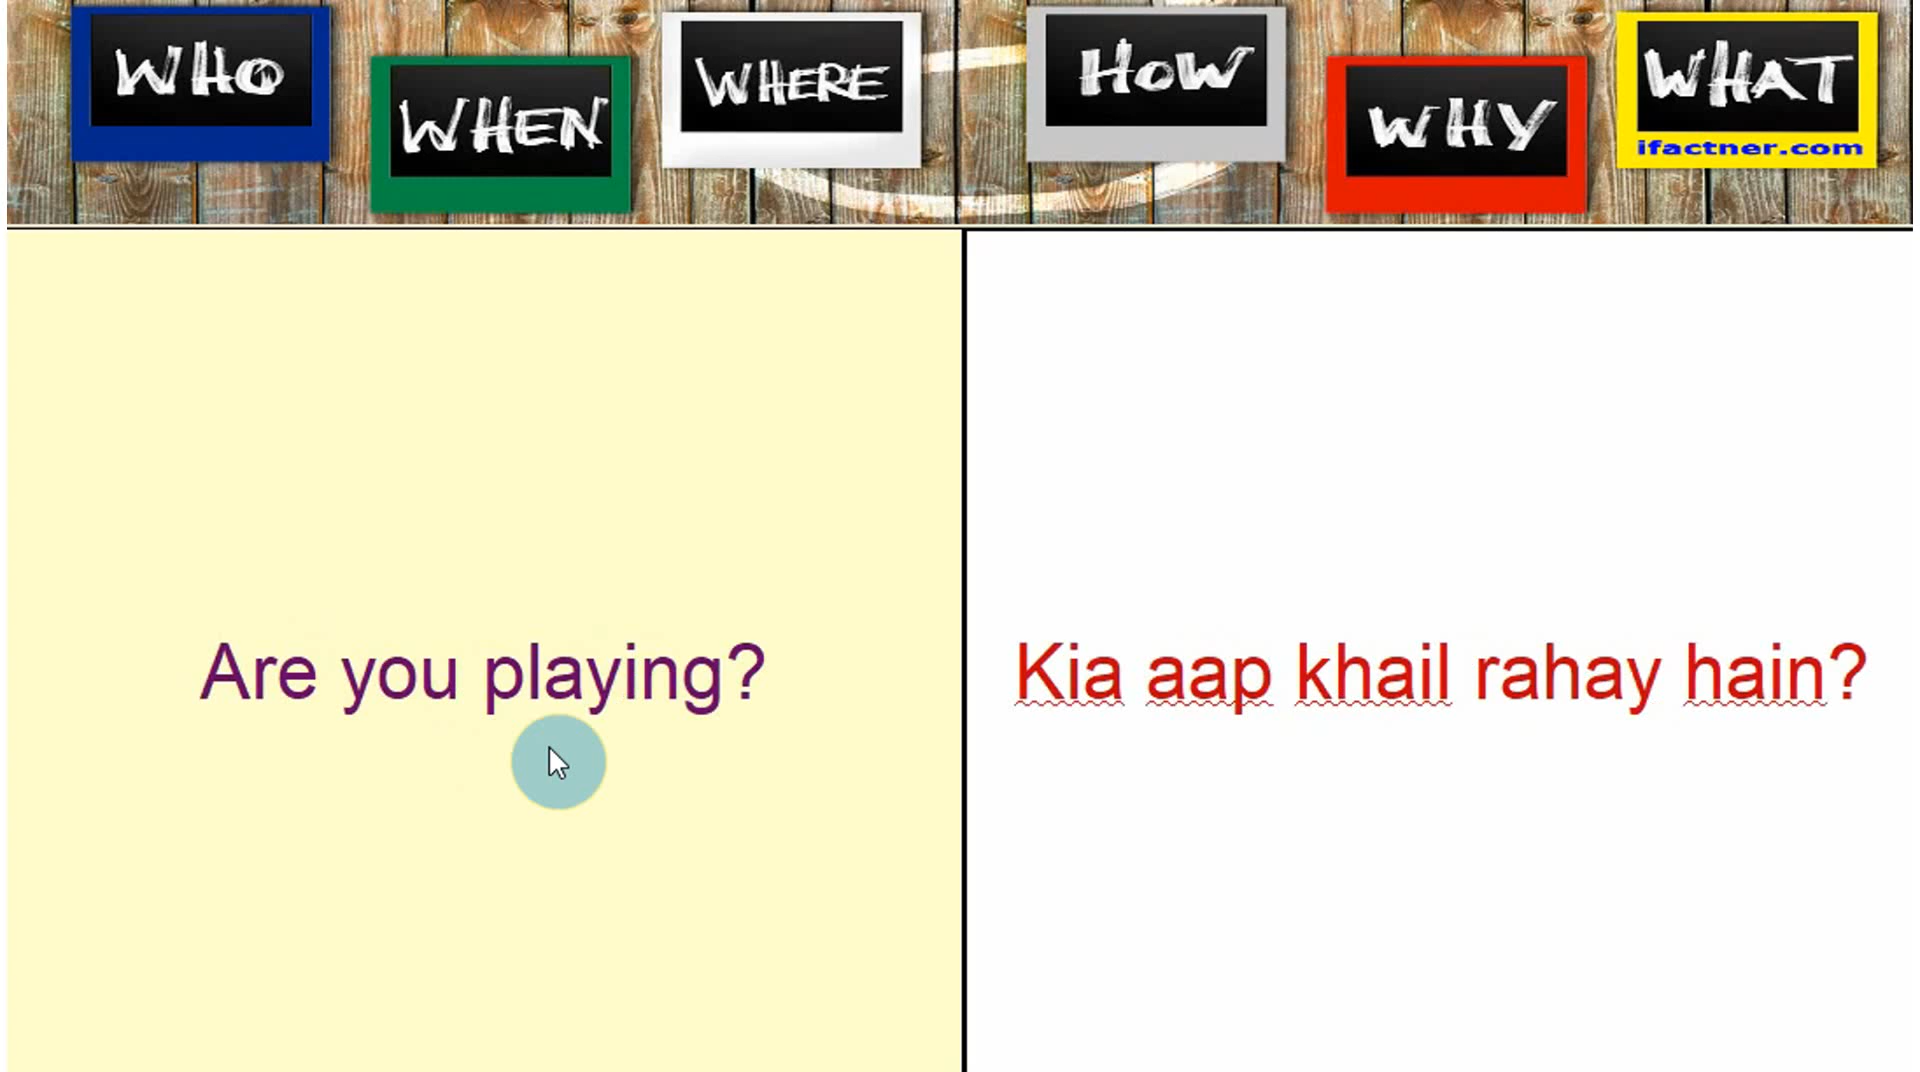 WHO
WHEN
WHERE
HOW
WHY
WHAT
ifactner.com
Are you playing?
Kia aap khail rahay hain?